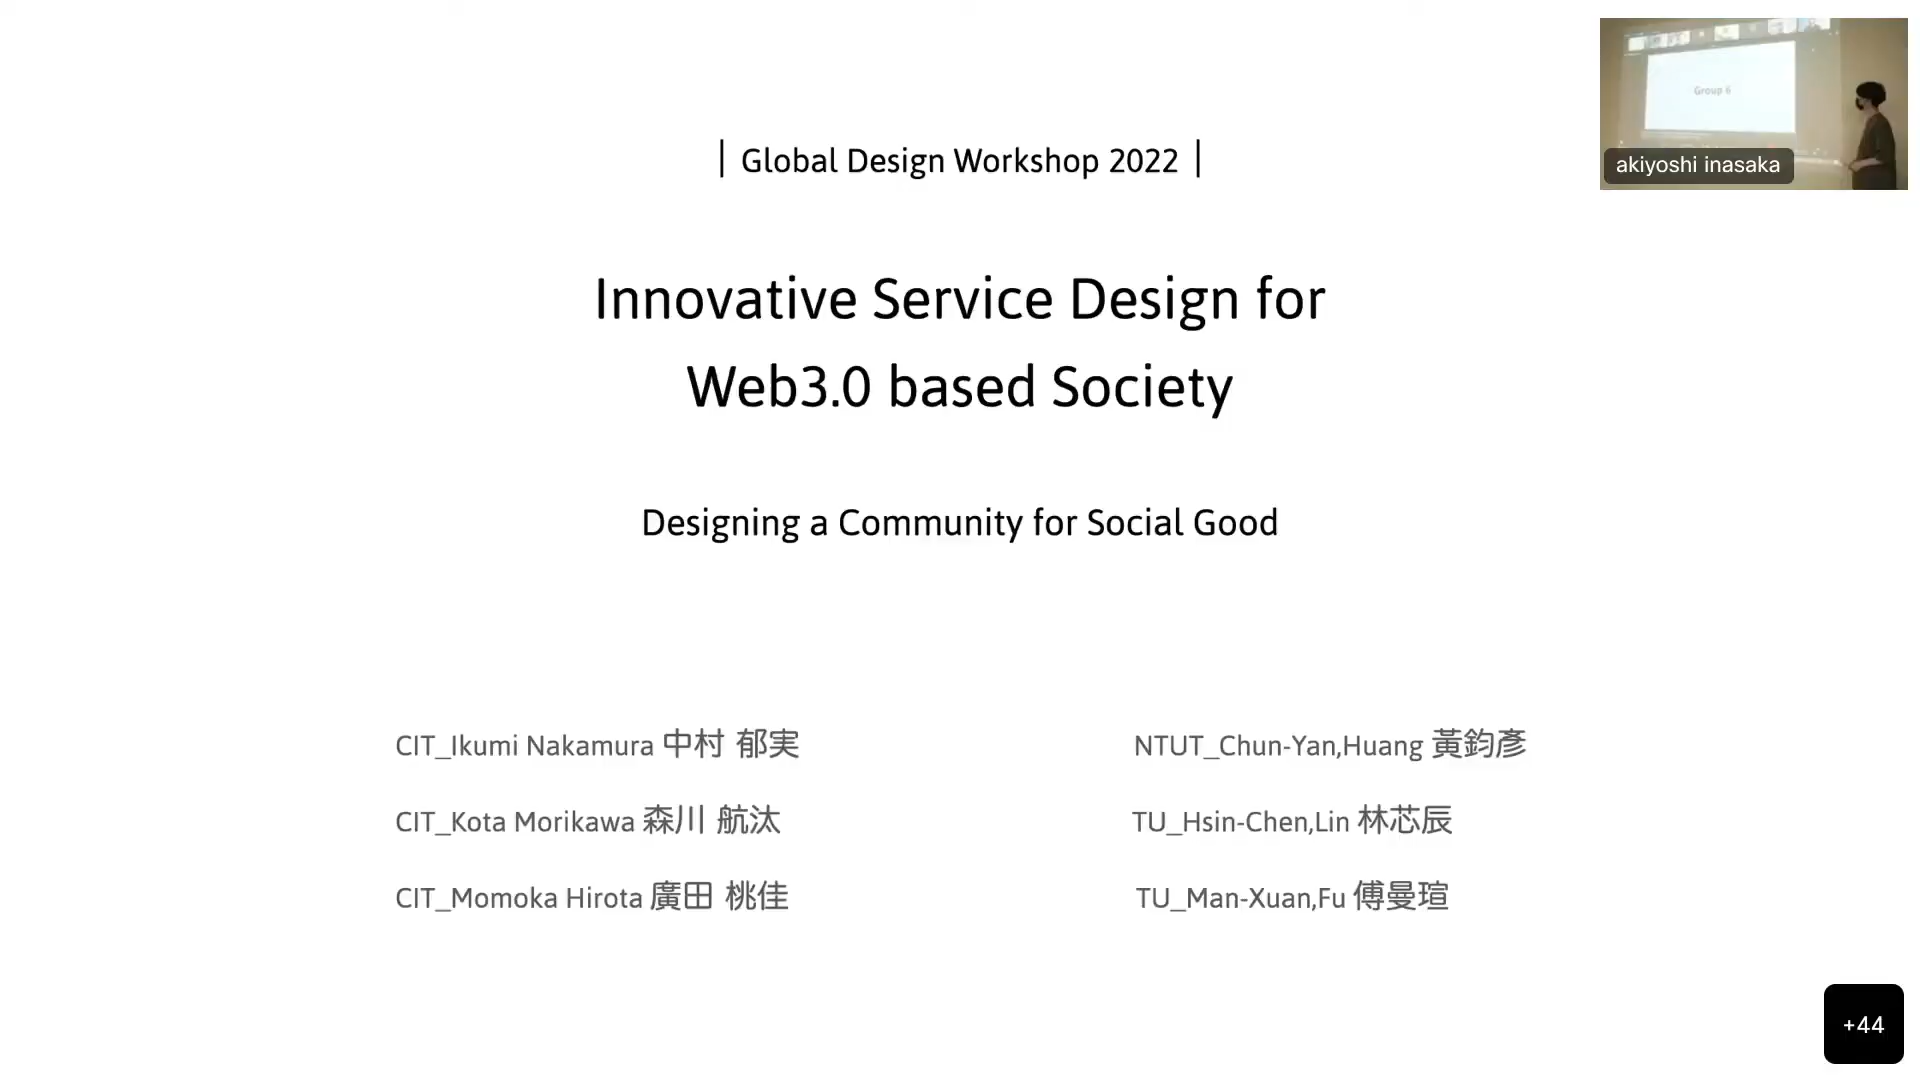 Group 6
akiyoshi inasaka
| Global Design Workshop 2022 |
Innovative Service Design for
Web3.0 based Society
Designing a Community for Social Good
CIT_Ikumi Nakamura 中村 郁実
NTUT_Chun-Yan,Huang 黃鈞彥
CIT_Kota Morikawa 森川 航汰
TU_Hsin-Chen,Lin 林芯辰
CIT_Momoka Hirota 廣田 桃佳
TU_Man-Xuan,Fu 傅曼瑄
+44